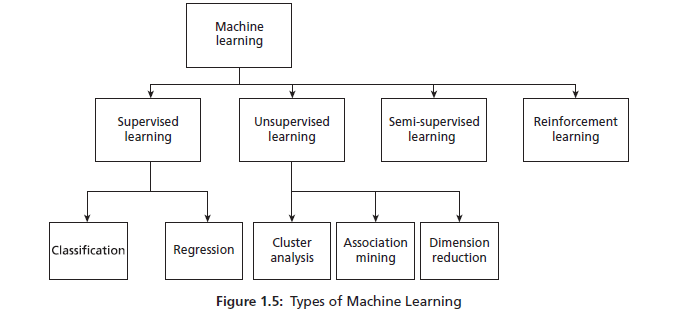 Machine
learning
Supervised
learning
Unsupervised
learning
Semi-supervised
learning
Reinforcement
learning
Classification
Regression
Cluster
analysis
Association
mining
Dimension
reduction
Figure 1.5: Types of Machine Learning